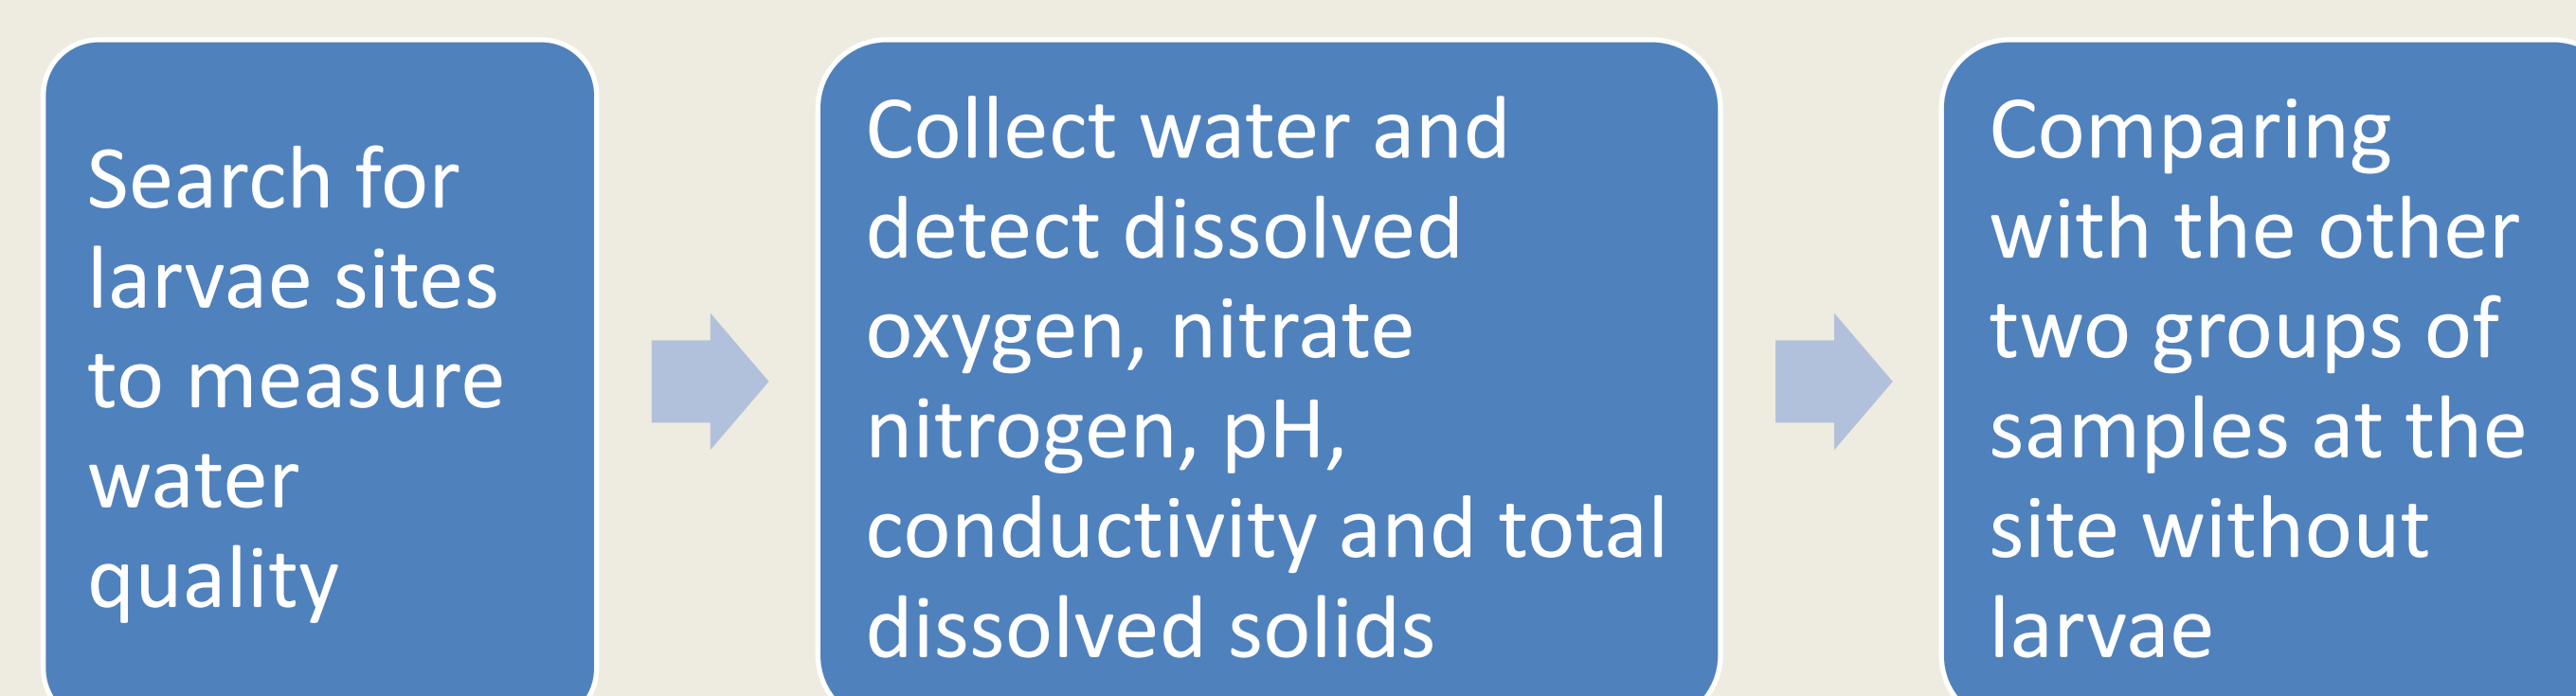 Search for
larvae sites
to measure
water
quality
Collect water and
detect dissolved
oxygen, nitrate
nitrogen, pH,
conductivity and total
dissolved solids
Comparing
with the other
two groups of
samples at the
site without
larvae